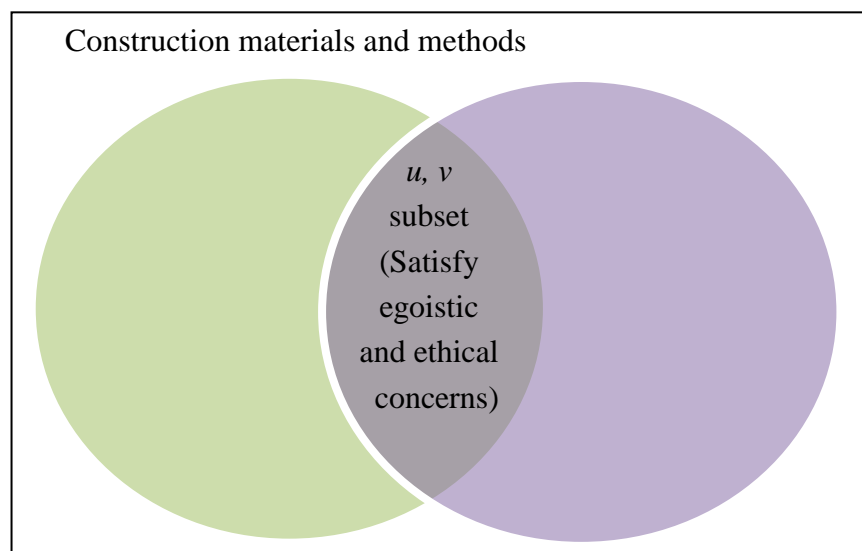 Construction materials and methods
u, v
subset
(Satisfy
egoistic
and ethical
concerns)